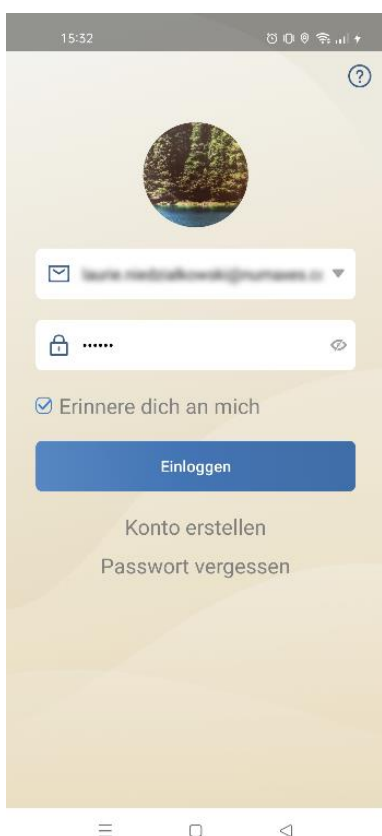 15:32
?
••••••
Erinnere dich an mich
Einloggen
Konto erstellen
Passwort vergessen